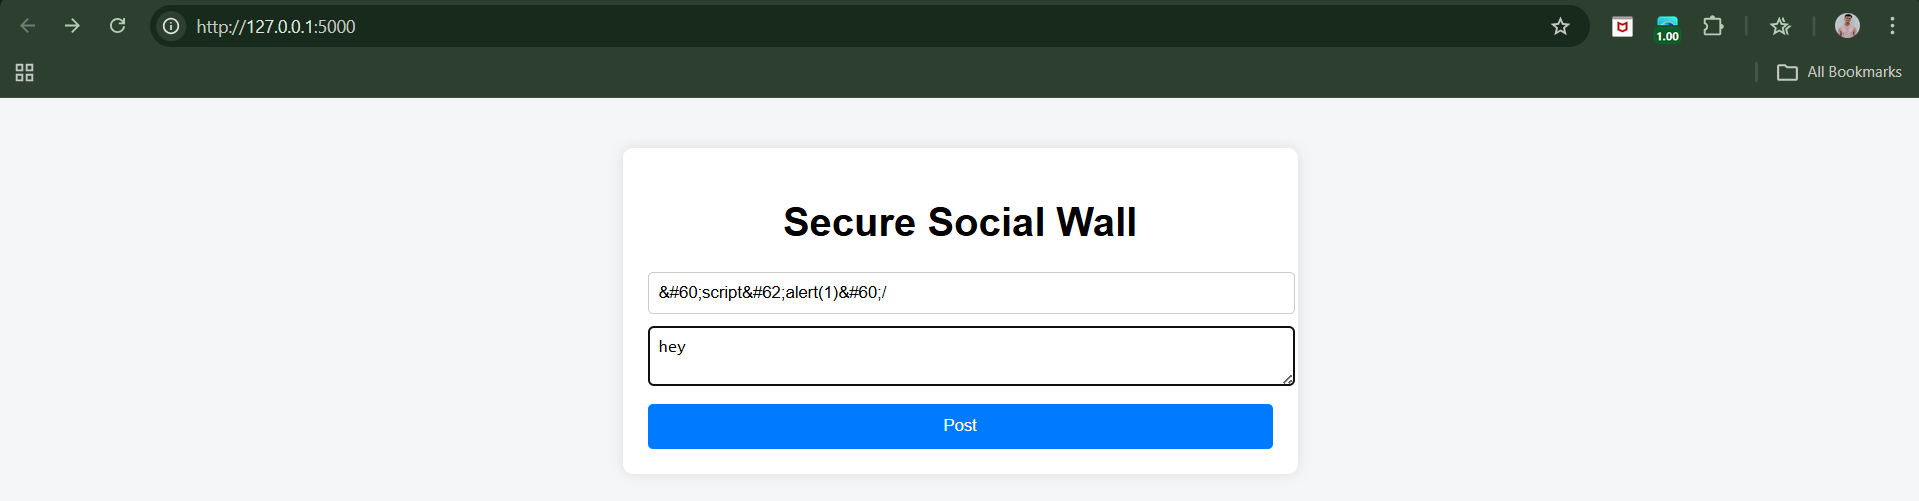 http://127.0.0.1:5000
1.00
All Bookmarks
Secure Social Wall
&#60;script&#62;alert(1)&#60;/
hey
Post